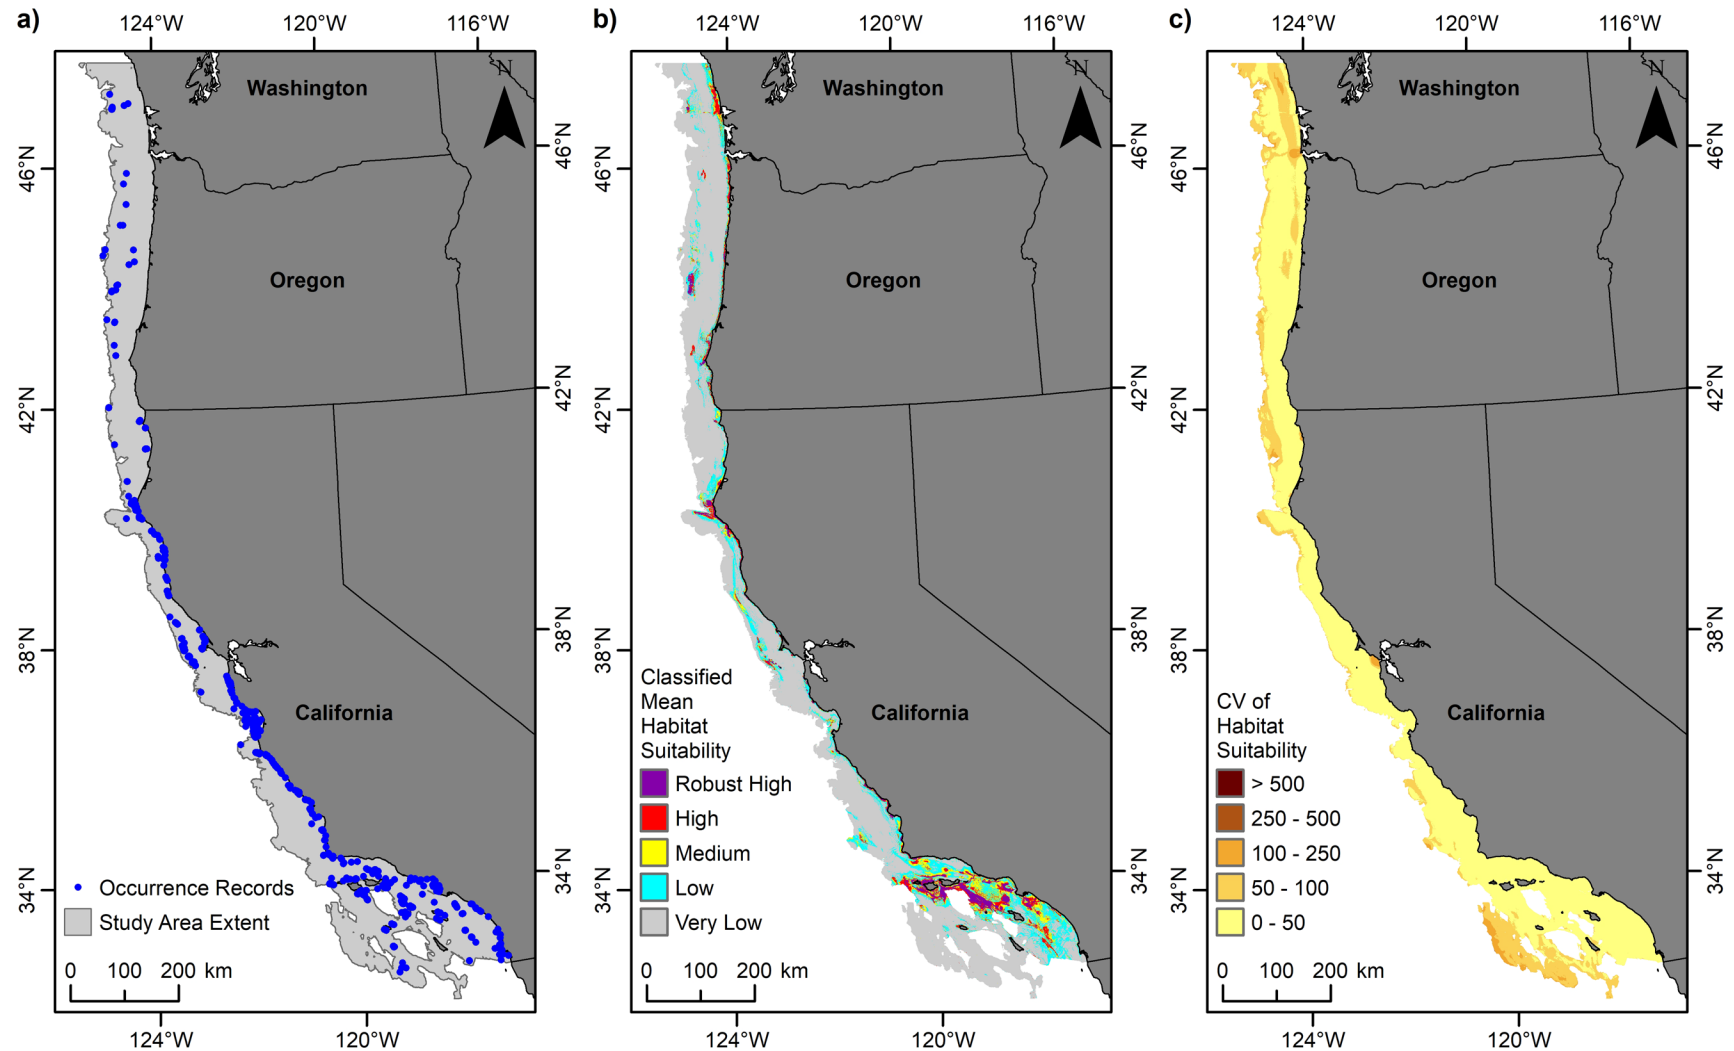 a)
124°W 120°W 116°W
N
Washington
46°N
46°N
Oregon
42°N
42°N
38°N
38°N
California
34°N
34°N
Occurrence Records
Study Area Extent
0 100 200 km
124°W 120°W
b)
124°W 120°W 116°W
N
Washington
46°N
46°N
Oregon
42°N
42°N
38°N
38°N
Classified
Mean
Habitat
Suitability
California
Robust High
High
Medium
Low
Very Low
34°N
34°N
0 100 200 km
124°W 120°W
c)
124°W 120°W 116°W
N
Washington
46°N
46°N
Oregon
42°N
42°N
38°N
38°N
CV of
Habitat
Suitability
California
> 500
250 - 500
100 - 250
50 - 100
0 - 50
34°N
34°N
0 100 200 km
124°W 120°W